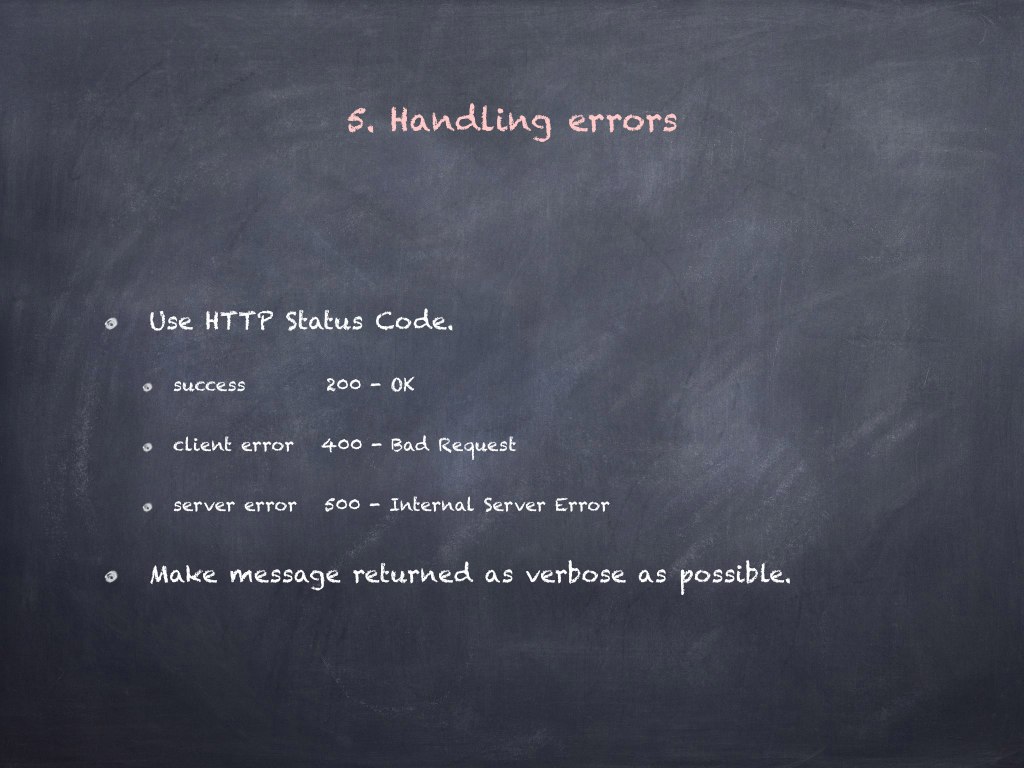 5. Handling errors
Use HTTP Status Code.
success 200 - OK
client error 400 - Bad Request
server error 500 - Internal Server Error
Make message returned as verbose as possible.